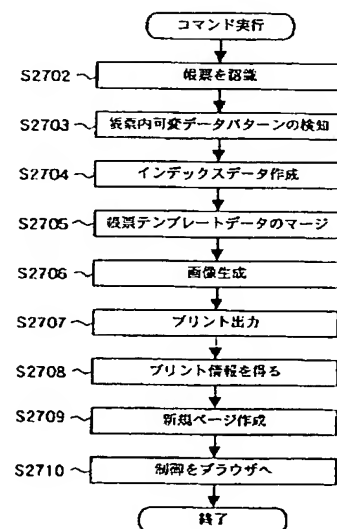 コマンド実行
S2702
帳票を認識
S2703
帳票内可変データパターンの検知
S2704
インデックスデータ作成
S2705
帳票テンプレートデータのマージ
S2706
画像生成
S2707
プリント出力
S2708
プリント情報を得る
S2709
新規ページ作成
S2710
制御をブラウザへ
終了